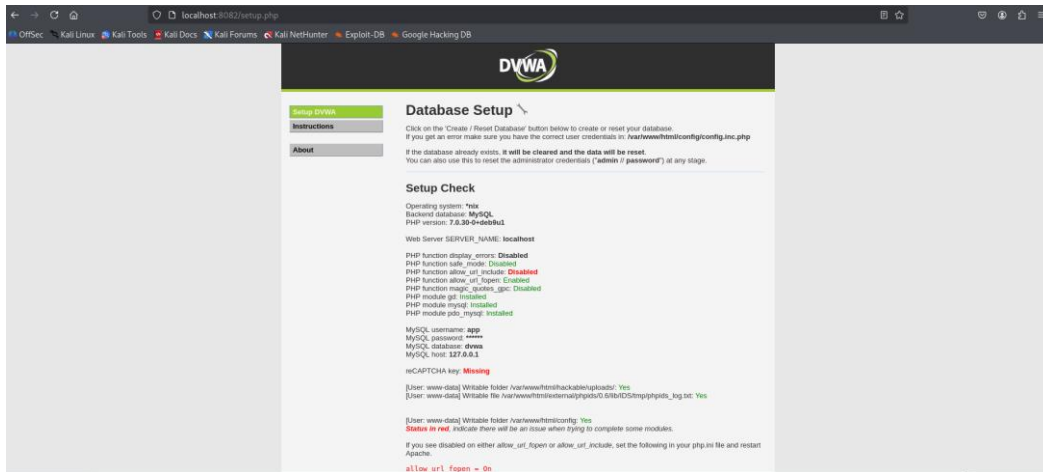 localhost:8082/setup.php
OffSec Kali Linux Kali Tools Kali Docs Kali Forums Kali NetHunter Exploit-DB Google Hacking DB
DVWA
Setup DVWA
Instructions
About
Database Setup
Click on the 'Create / Reset Database' button below to create or reset your database.
If you get an error make sure you have the correct user credentials in: /var/www/html/config/config.inc.php
If the database already exists, it will be cleared and the data will be reset.
You can also use this to reset the administrator credentials ("admin // password") at any stage.
Setup Check
Operating system: *nix
Backend database: MySQL
PHP version: 7.0.30-0+deb9u1
Web Server SERVER_NAME: localhost
PHP function display_errors: Disabled
PHP function safe_mode: Disabled
PHP function allow_url_include: Disabled
PHP function allow_url_fopen: Enabled
PHP function magic_quotes_gpc: Disabled
PHP module gd: Installed
PHP module mysql: Installed
PHP module pdo_mysql: Installed
MySQL username: app
MySQL password: ******
MySQL database: dvwa
MySQL host: 127.0.0.1
reCAPTCHA key: Missing
[User: www-data] Writable folder /var/www/html/hackable/uploads/: Yes
[User: www-data] Writable file /var/www/html/external/phpids/0.6/lib/IDS/tmp/phpids_log.txt: Yes
[User: www-data] Writable folder /var/www/html/config: Yes
Status in red, indicate there will be an issue when trying to complete some modules.
If you see disabled on either allow_url_fopen or allow_url_include, set the following in your php.ini file and restart
Apache.
allow_url_fopen = On